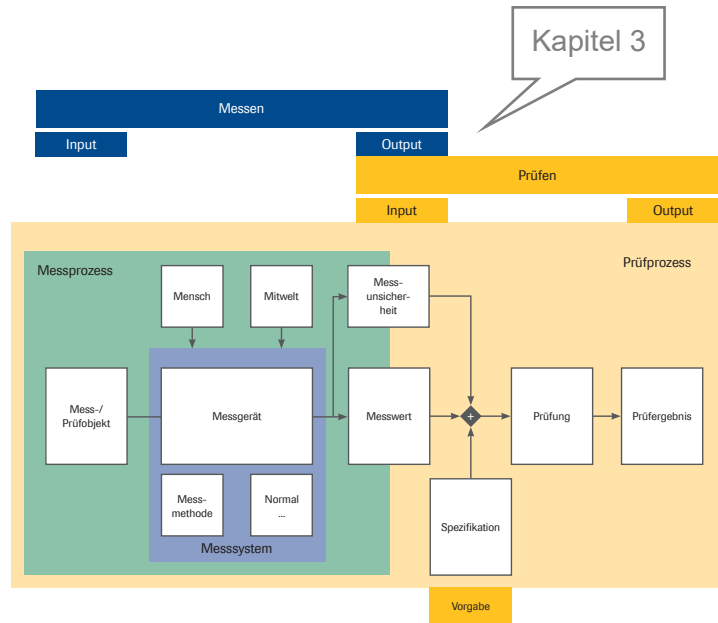 Kapitel 3
Messen
Input
Output
Prüfen
Input
Output
Messprozess
Prüfprozess
Mensch
Mitwelt
Mess-
unsicher-
heit
Mess-/
Prüfobjekt
Messgerät
Messwert
+
Prüfung
Prüfergebnis
Mess-
methode
Normal
...
Messsystem
Spezifikation
Vorgabe